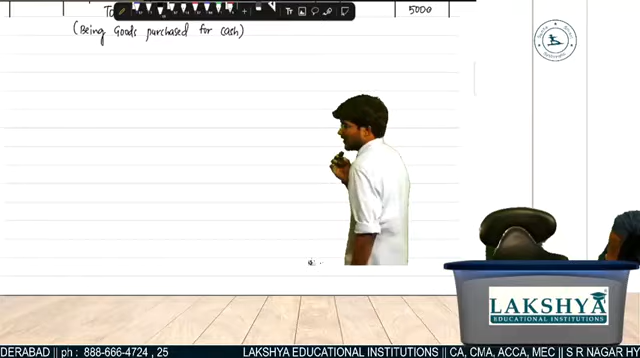 To
5000
(Being Goods purchased for cash)
LAKSHYA
EDUCATIONAL INSTITUTIONS
DERABAD || ph : 888-666-4724 , 25 LAKSHYA EDUCATIONAL INSTITUTIONS || CA, CMA, ACCA, MEC || S R NAGAR HY